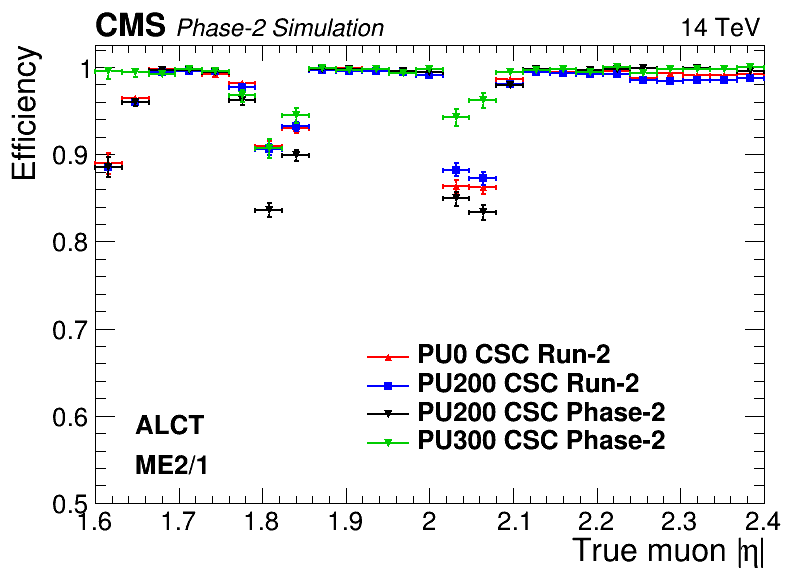 CMS Phase-2 Simulation 14 TeV
Efficiency
1
0.9
0.8
0.7
0.6
0.5
PU0 CSC Run-2
PU200 CSC Run-2
PU200 CSC Phase-2
PU300 CSC Phase-2
ALCT
ME2/1
1.6 1.7 1.8 1.9 2 2.1 2.2 2.3 2.4
True muon |η|